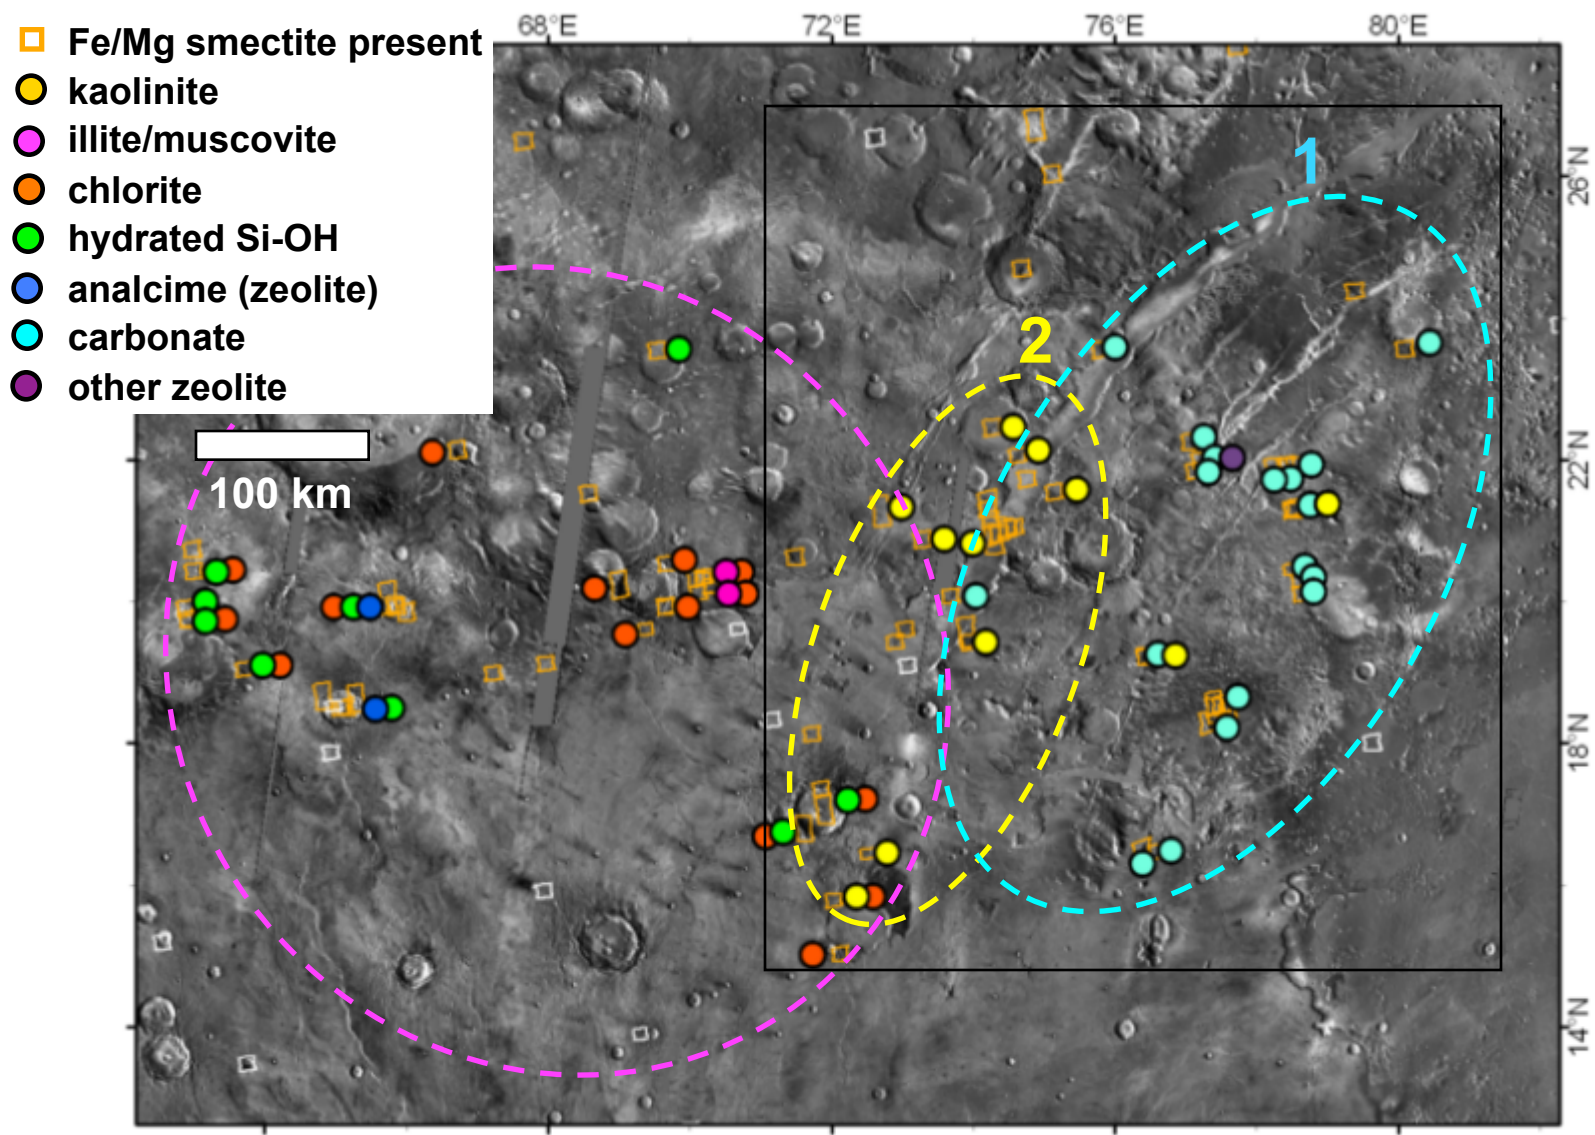 68°E 72°E 76°E 80°E
Fe/Mg smectite present
kaolinite
illite/muscovite
chlorite
hydrated Si-OH
analcime (zeolite)
carbonate
other zeolite
100 km
1
2
26°N
22°N
18°N
14°N